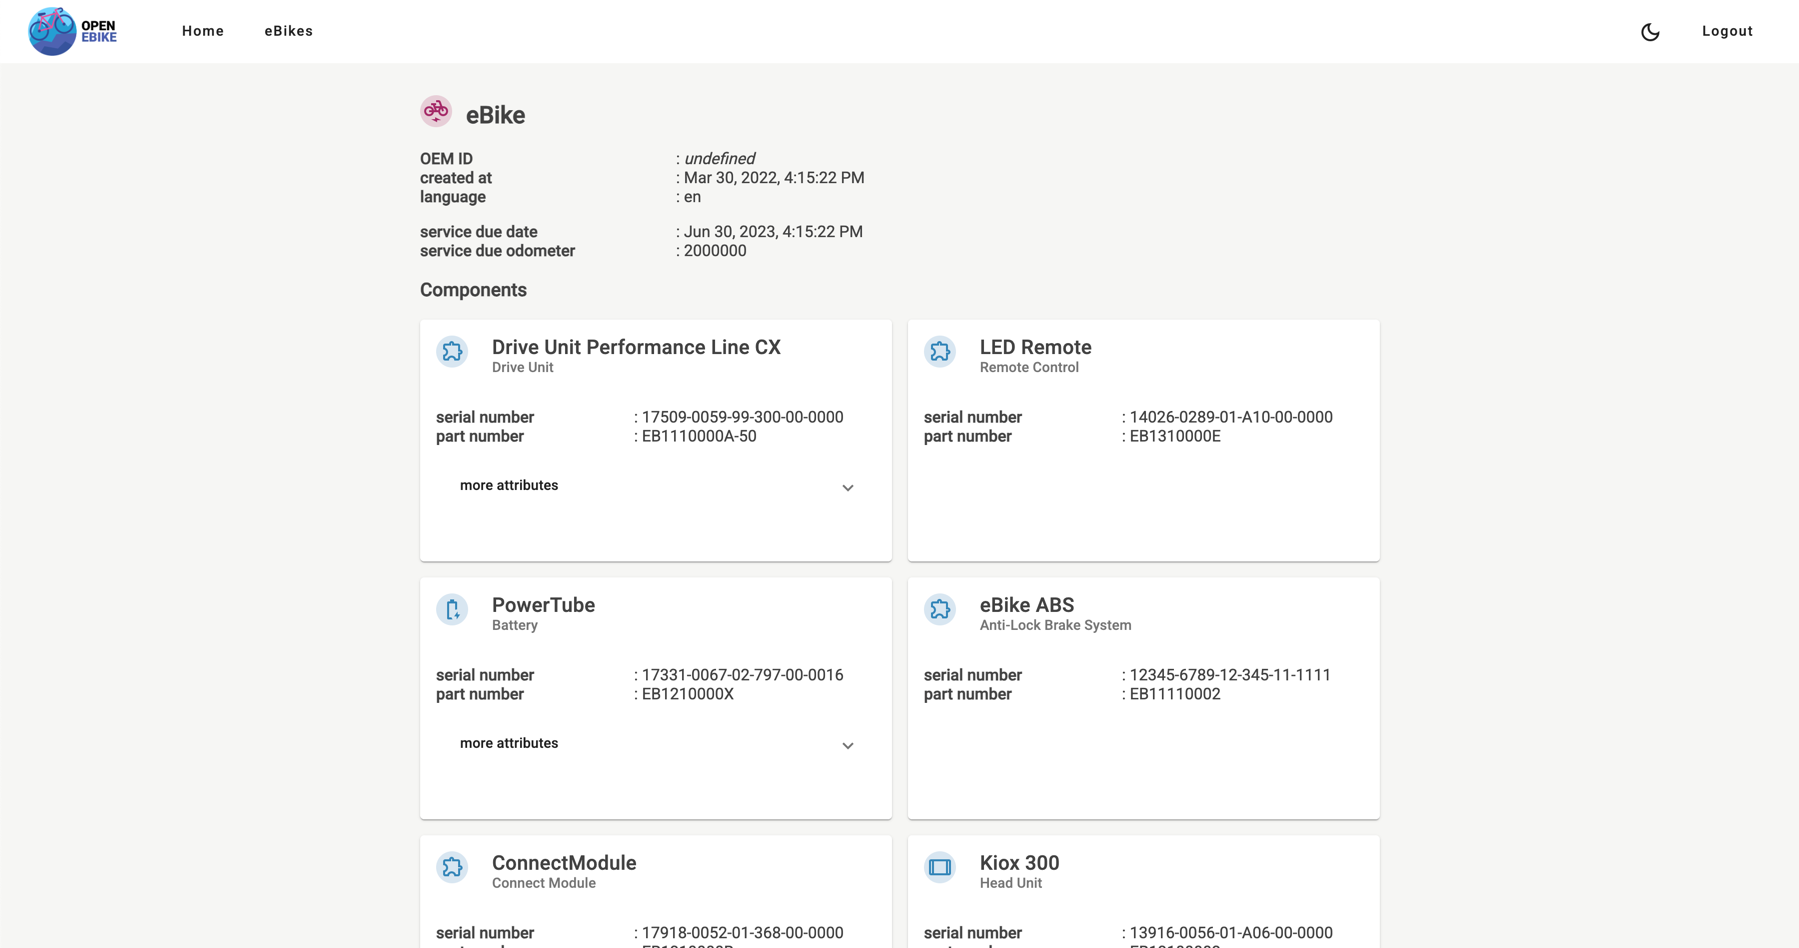 OPEN
EBIKE
Home
eBikes
Logout
eBike
OEM ID : undefined
created at : Mar 30, 2022, 4:15:22 PM
language : en
service due date : Jun 30, 2023, 4:15:22 PM
service due odometer : 2000000
Components
Drive Unit Performance Line CX
Drive Unit
serial number : 17509-0059-99-300-00-0000
part number : EB1110000A-50
more attributes
LED Remote
Remote Control
serial number : 14026-0289-01-A10-00-0000
part number : EB1310000E
PowerTube
Battery
serial number : 17331-0067-02-797-00-0016
part number : EB1210000X
more attributes
eBike ABS
Anti-Lock Brake System
serial number : 12345-6789-12-345-11-1111
part number : EB11110002
ConnectModule
Connect Module
serial number : 17918-0052-01-368-00-0000
Kiox 300
Head Unit
serial number : 13916-0056-01-A06-00-0000